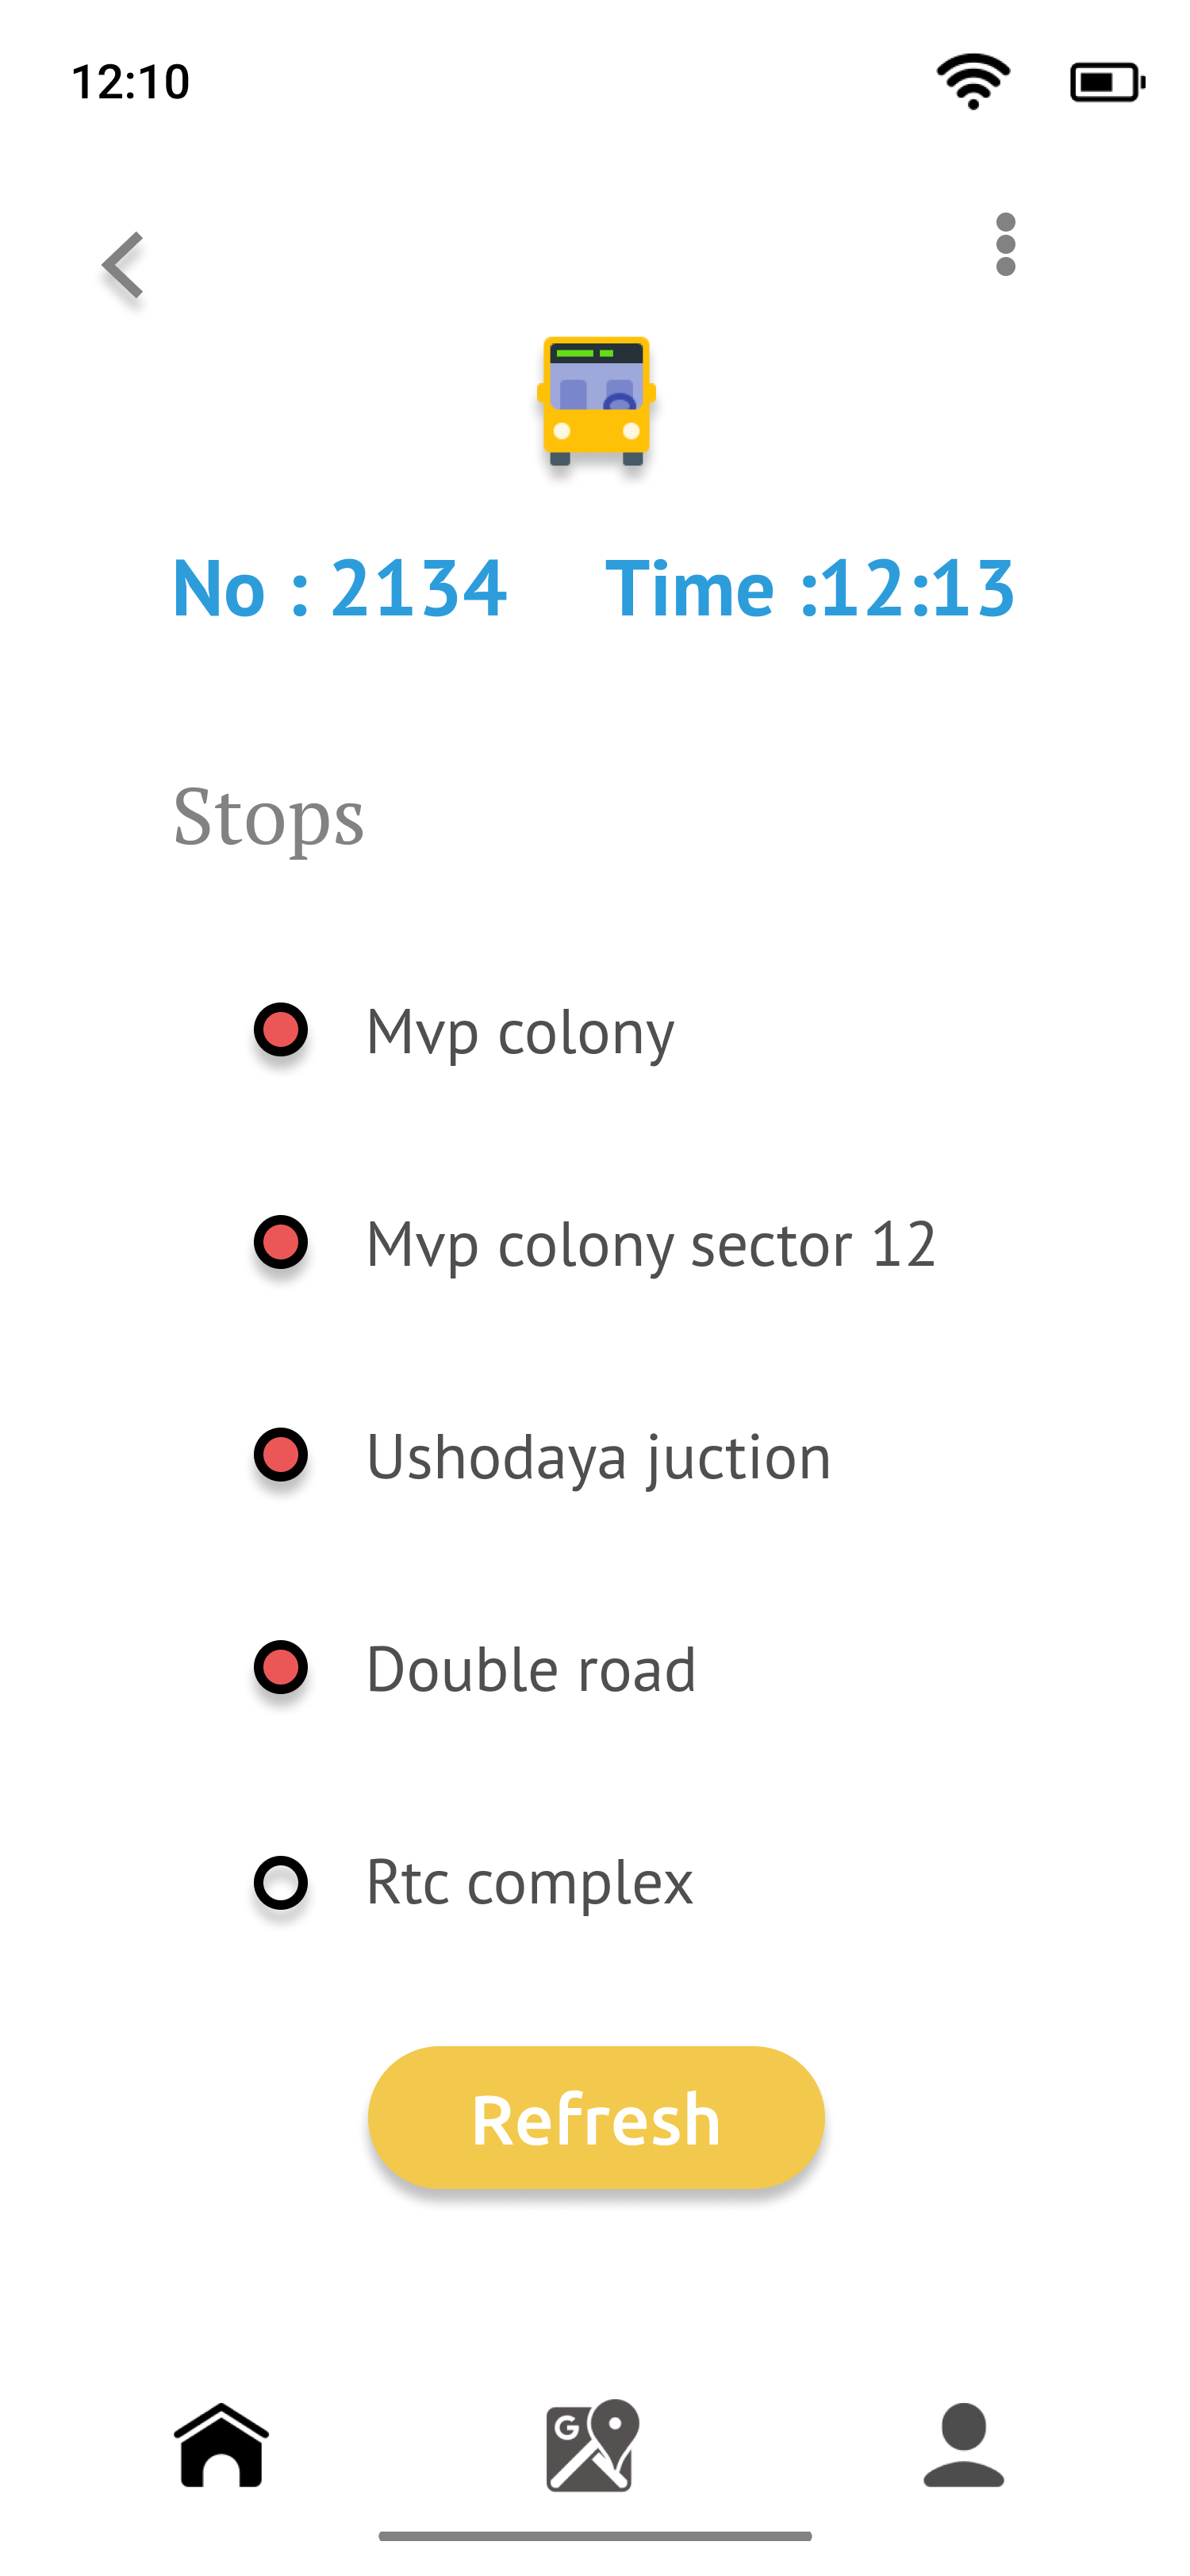 12:10
No : 2134 Time :12:13
Stops
Mvp colony
Mvp colony sector 12
Ushodaya juction
Double road
Rtc complex
Refresh
G